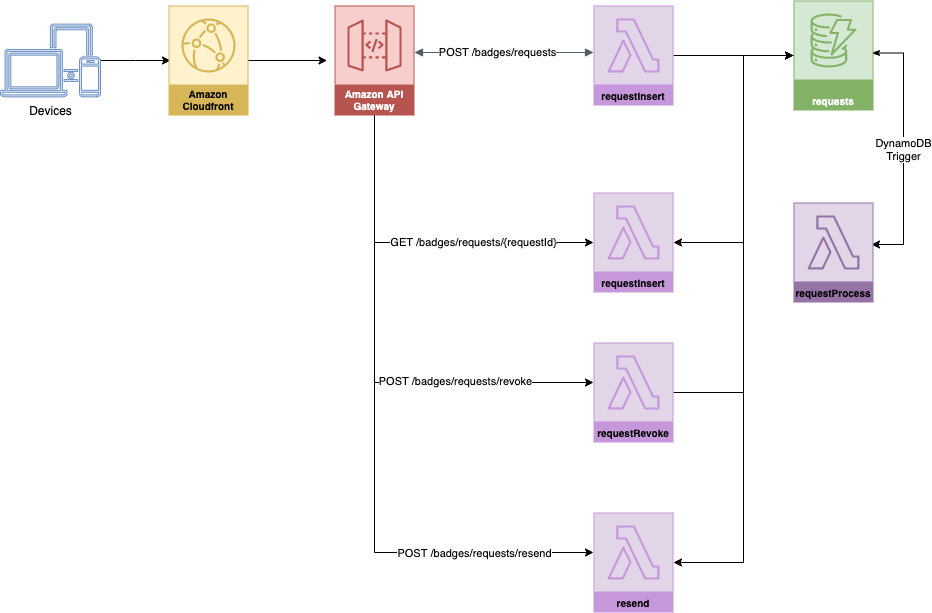 Devices
Amazon
Cloudfront
Amazon API
Gateway
POST /badges/requests
requestInsert
requests
DynamoDB
Trigger
GET /badges/requests/{requestId}
requestInsert
requestProcess
POST /badges/requests/revoke
requestRevoke
POST /badges/requests/resend
resend